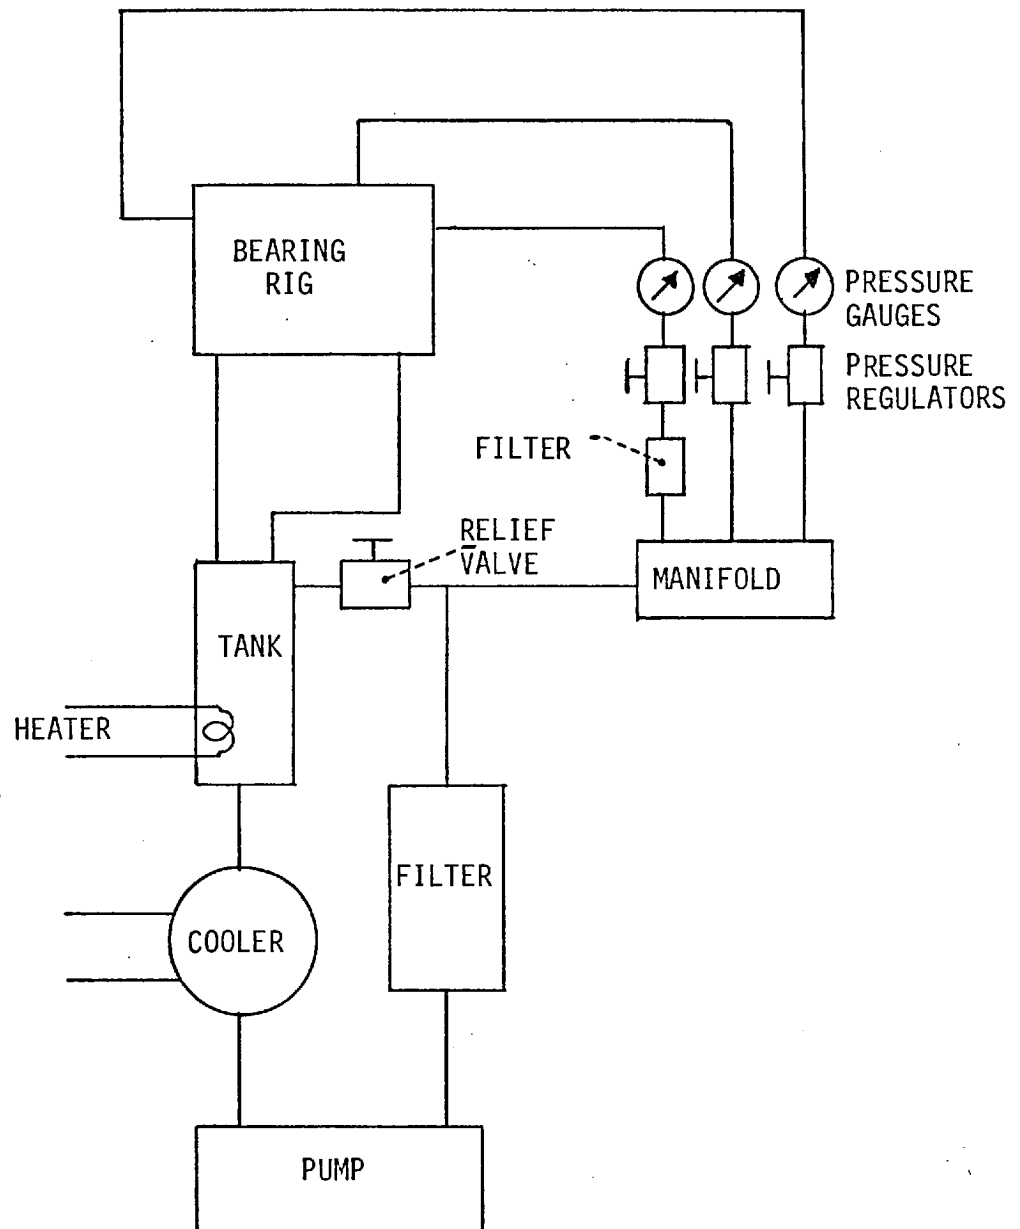 BEARING
RIG
PRESSURE
GAUGES
PRESSURE
REGULATORS
FILTER
RELIEF
VALVE
MANIFOLD
TANK
HEATER
FILTER
COOLER
PUMP